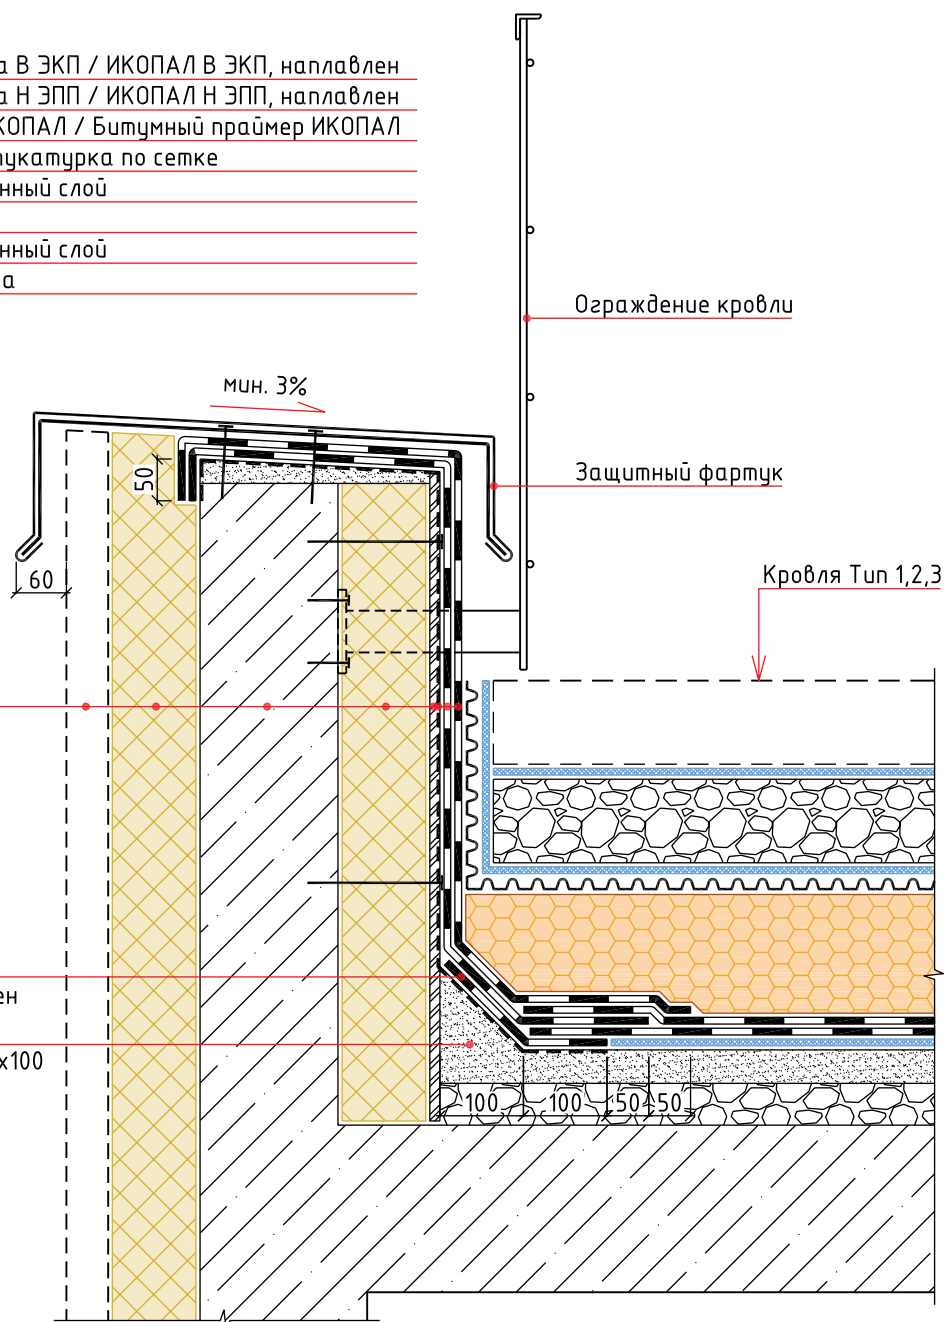 а В ЭКП / ИКОПАЛ В ЭКП, наплавлен
а Н ЭПП / ИКОПАЛ Н ЭПП, наплавлен
КОПАЛ / Битумный праймер ИКОПАЛ
тукатурка по сетке
нный слой
нный слой
а
Ограждение кровли
мин. 3%
50
Защитный фартук
60
Кровля Тип 1,2,3
ен
х100
100 100 50 50